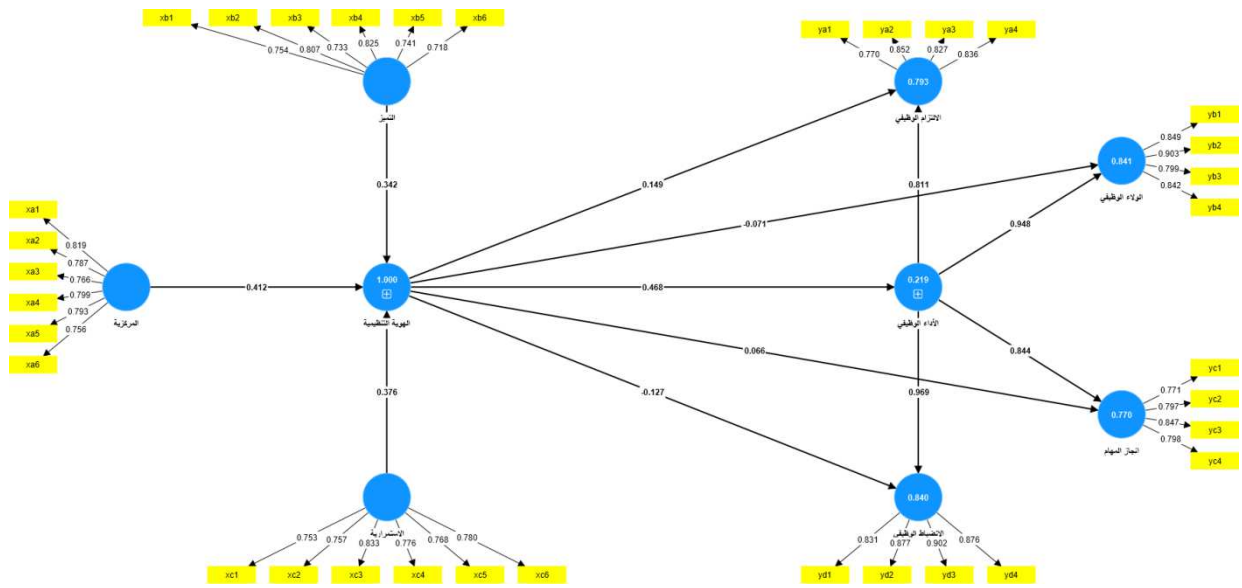 xb1
xb2
xb3
xb4
xb5
xb6
0.754
0.807
0.733
0.825
0.741
0.718
التميز
0.342
xa1
xa2
xa3
xa4
xa5
xa6
0.819
0.787
0.766
0.799
0.793
0.756
المركزية
0.412
1.000
الهوية التنظيمية
0.376
الاستمرارية
0.753
0.757
0.833
0.776
0.768
0.780
xc1
xc2
xc3
xc4
xc5
xc6
0.149
-0.071
0.468
0.066
-0.127
ya1
ya2
ya3
ya4
0.770
0.852
0.827
0.836
0.793
الالتزام الوظيفي
0.811
0.219
الأداء الوظيفي
0.948
0.844
0.969
yb1
yb2
yb3
yb4
0.849
0.903
0.799
0.842
0.841
الولاء الوظيفي
yc1
yc2
yc3
yc4
0.771
0.797
0.847
0.798
0.770
انجاز المهام
0.840
الانضباط الوظيفي
0.831
0.877
0.902
0.876
yd1
yd2
yd3
yd4